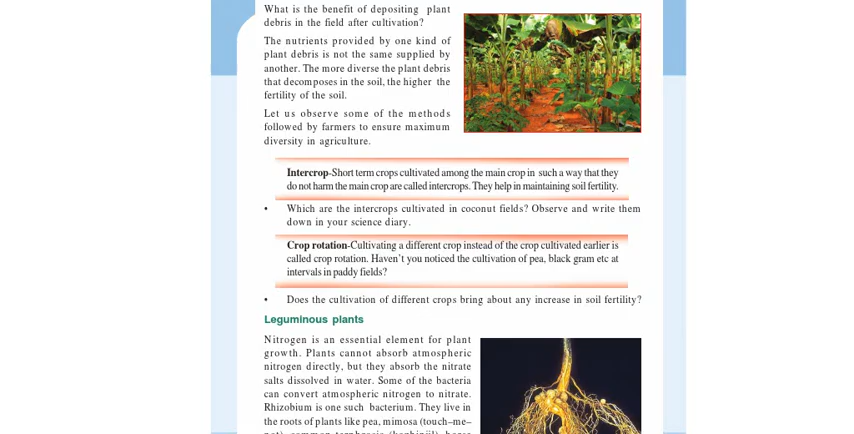 What is the benefit of depositing plant
debris in the field after cultivation?
The nutrients provided by one kind of
plant debris is not the same supplied by
another. The more diverse the plant debris
that decomposes in the soil, the higher the
fertility of the soil.
Let us observe some of the methods
followed by farmers to ensure maximum
diversity in agriculture.
Intercrop-Short term crops cultivated among the main crop in such a way that they
do not harm the main crop are called intercrops. They help in maintaining soil fertility.
• Which are the intercrops cultivated in coconut fields? Observe and write them
down in your science diary.
Crop rotation-Cultivating a different crop instead of the crop cultivated earlier is
called crop rotation. Haven't you noticed the cultivation of pea, black gram etc at
intervals in paddy fields?
• Does the cultivation of different crops bring about any increase in soil fertility?
Leguminous plants
Nitrogen is an essential element for plant
growth. Plants cannot absorb atmospheric
nitrogen directly, but they absorb the nitrate
salts dissolved in water. Some of the bacteria
can convert atmospheric nitrogen to nitrate.
Rhizobium is one such bacterium. They live in
the roots of plants like pea, mimosa (touch–me–